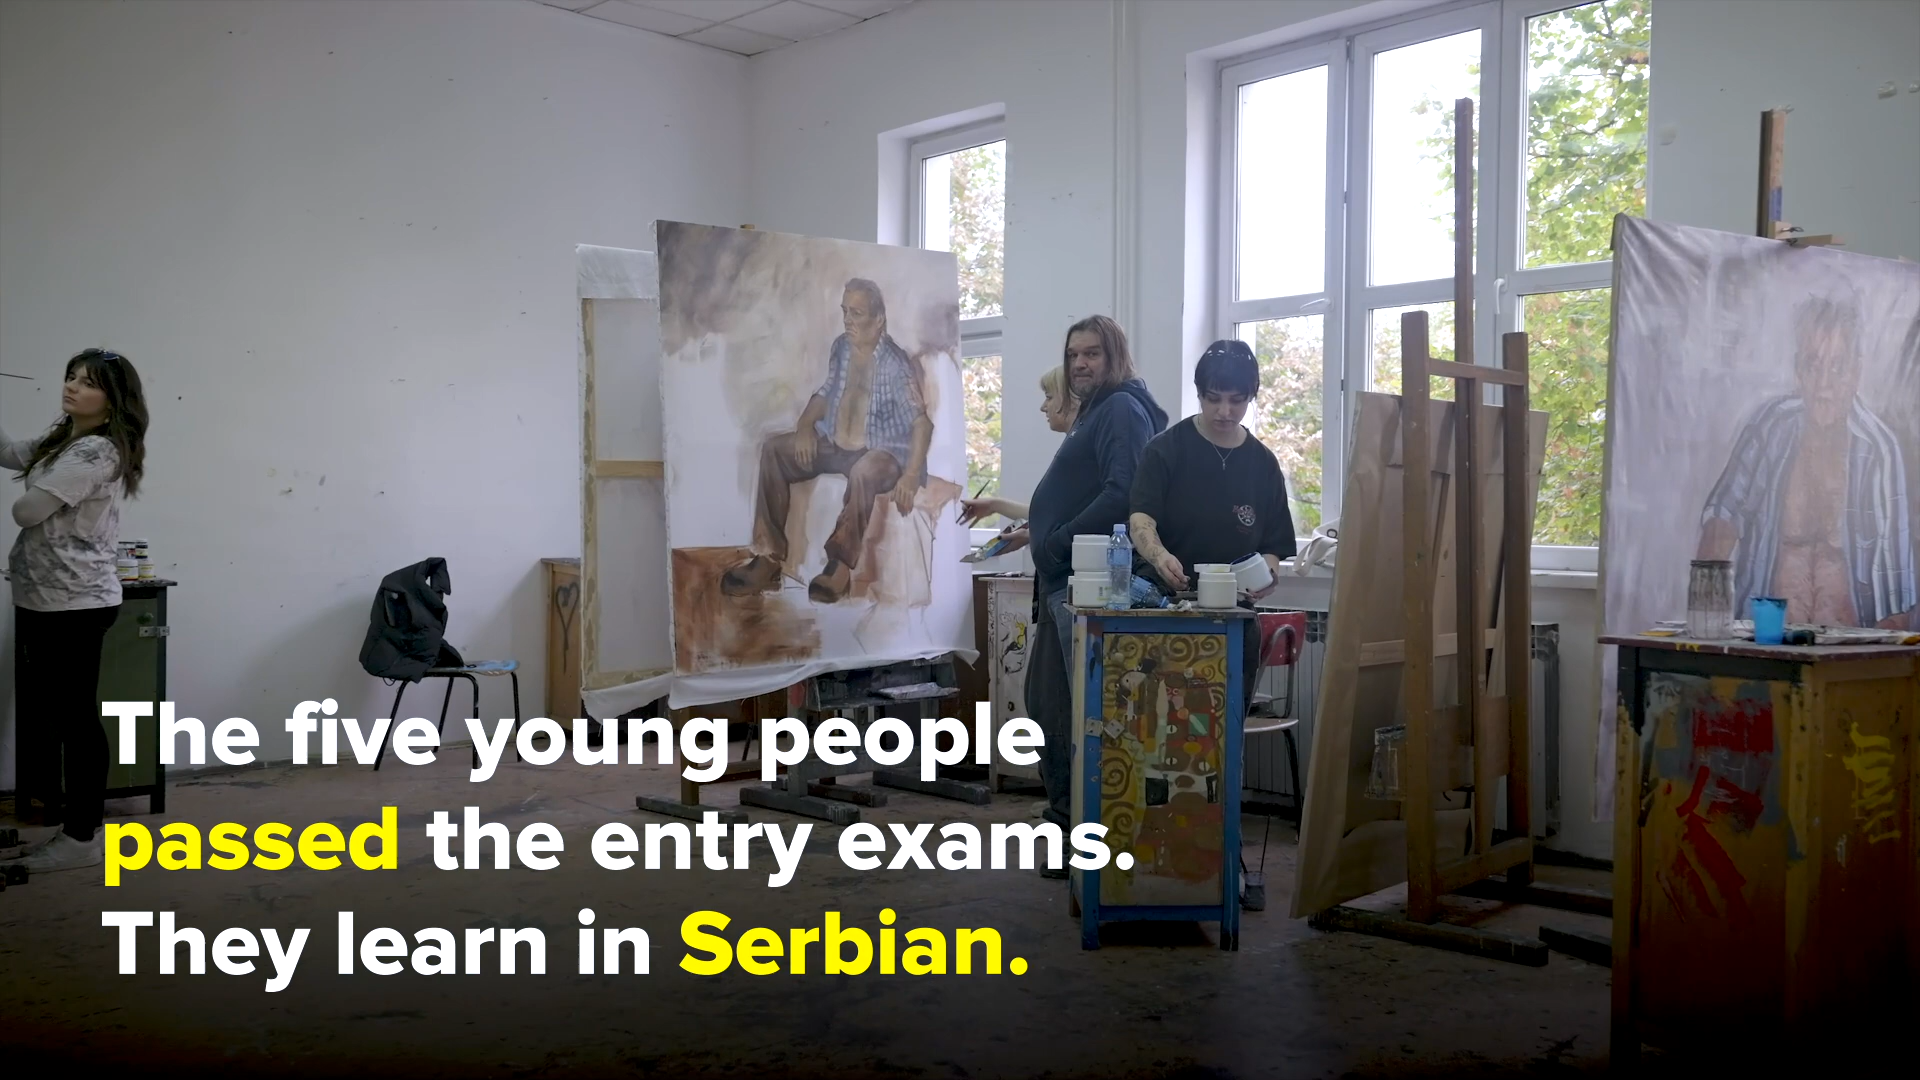 The five young people
passed the entry exams.
They learn in Serbian.